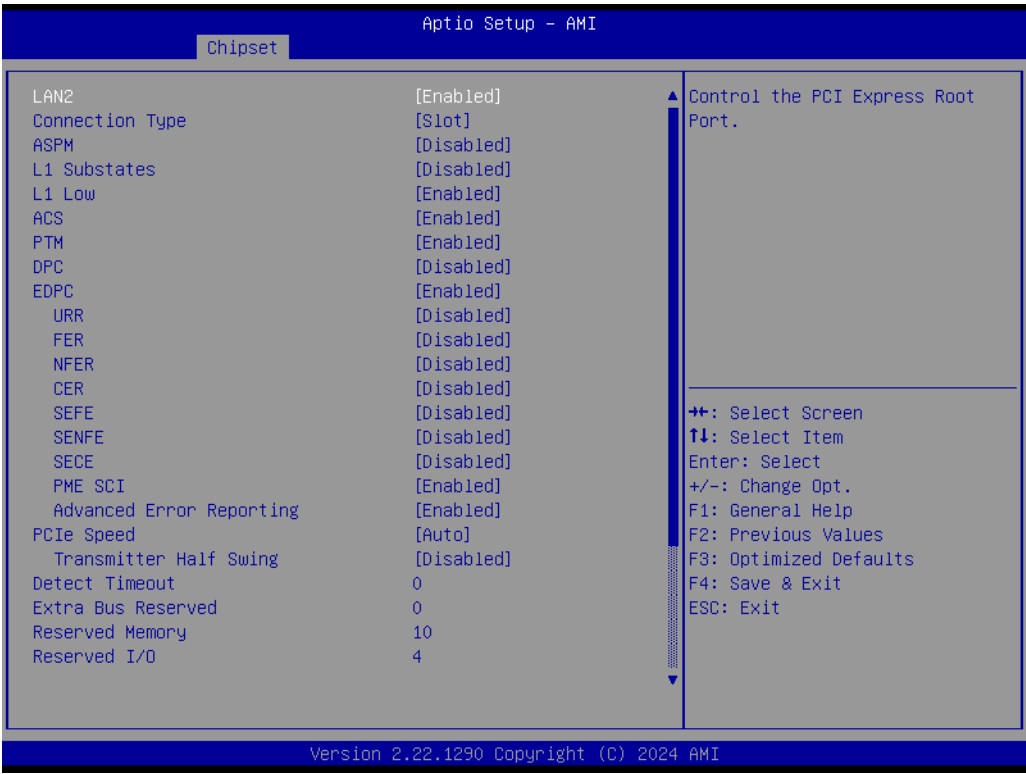 Aptio Setup – AMI
Chipset
LAN2 [Enabled]
Connection Type [Slot]
ASPM [Disabled]
L1 Substates [Disabled]
L1 Low [Enabled]
ACS [Enabled]
PTM [Enabled]
DPC [Disabled]
EDPC [Enabled]
URR [Disabled]
FER [Disabled]
NFER [Disabled]
CER [Disabled]
SEFE [Disabled]
SENFE [Disabled]
SECE [Disabled]
PME SCI [Enabled]
Advanced Error Reporting [Enabled]
PCIe Speed [Auto]
Transmitter Half Swing [Disabled]
Detect Timeout 0
Extra Bus Reserved 0
Reserved Memory 10
Reserved I/O 4
Control the PCI Express Root
Port.
→←: Select Screen
↑↓: Select Item
Enter: Select
+/-: Change Opt.
F1: General Help
F2: Previous Values
F3: Optimized Defaults
F4: Save & Exit
ESC: Exit
Version 2.22.1290 Copyright (C) 2024 AMI